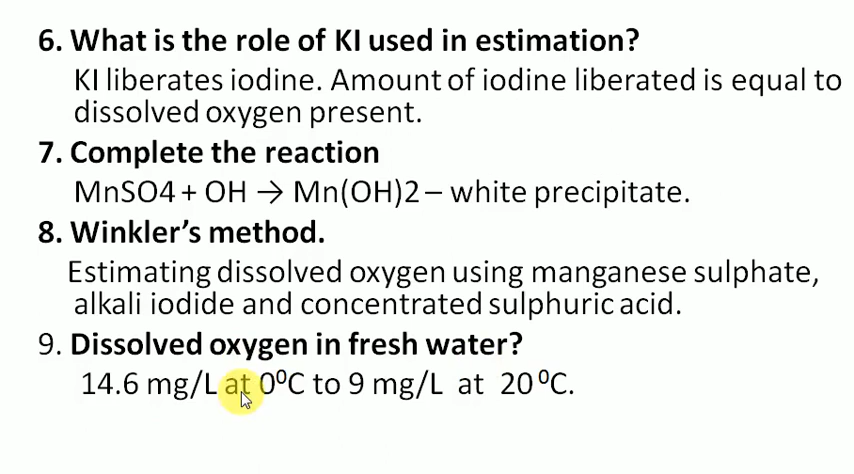 6. What is the role of KI used in estimation?
KI liberates iodine. Amount of iodine liberated is equal to
dissolved oxygen present.
7. Complete the reaction
MnSO4 + OH → Mn(OH)2 – white precipitate.
8. Winkler’s method.
Estimating dissolved oxygen using manganese sulphate,
alkali iodide and concentrated sulphuric acid.
9. Dissolved oxygen in fresh water?
14.6 mg/L at 0⁰C to 9 mg/L at 20 ⁰C.